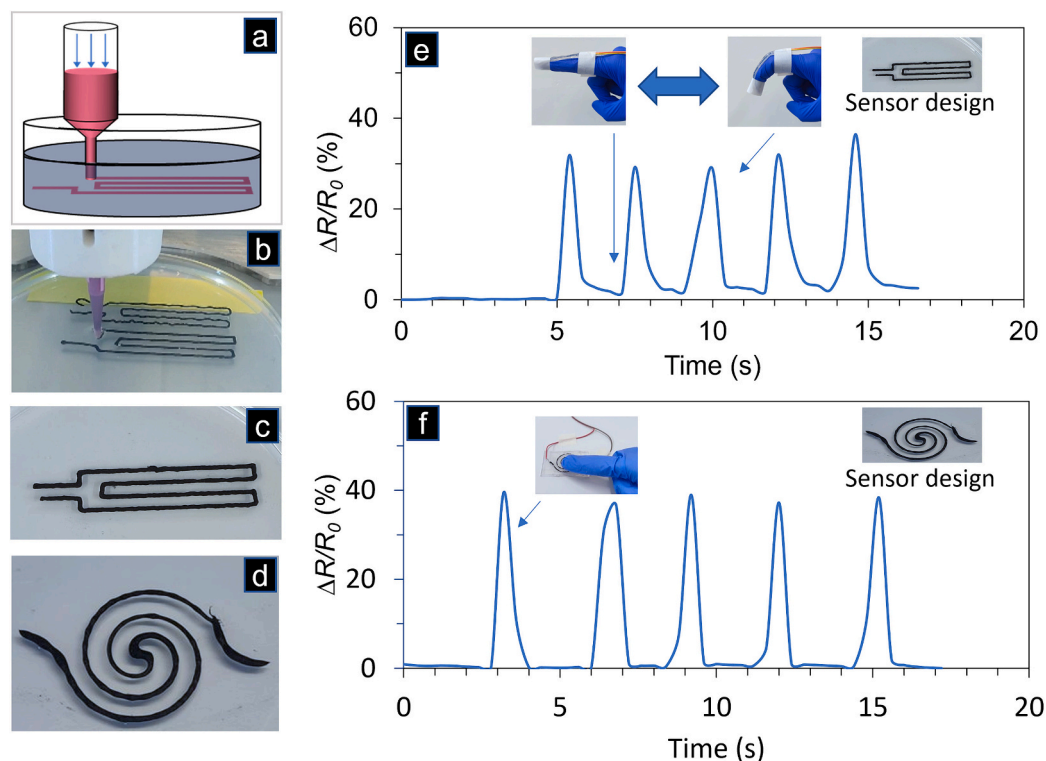 a
b
c
d
e
60
40
20
0
ΔR/R0 (%)
Sensor design
0 5 10 15 20
Time (s)
f
60
40
20
0
ΔR/R0 (%)
Sensor design
0 5 10 15 20
Time (s)